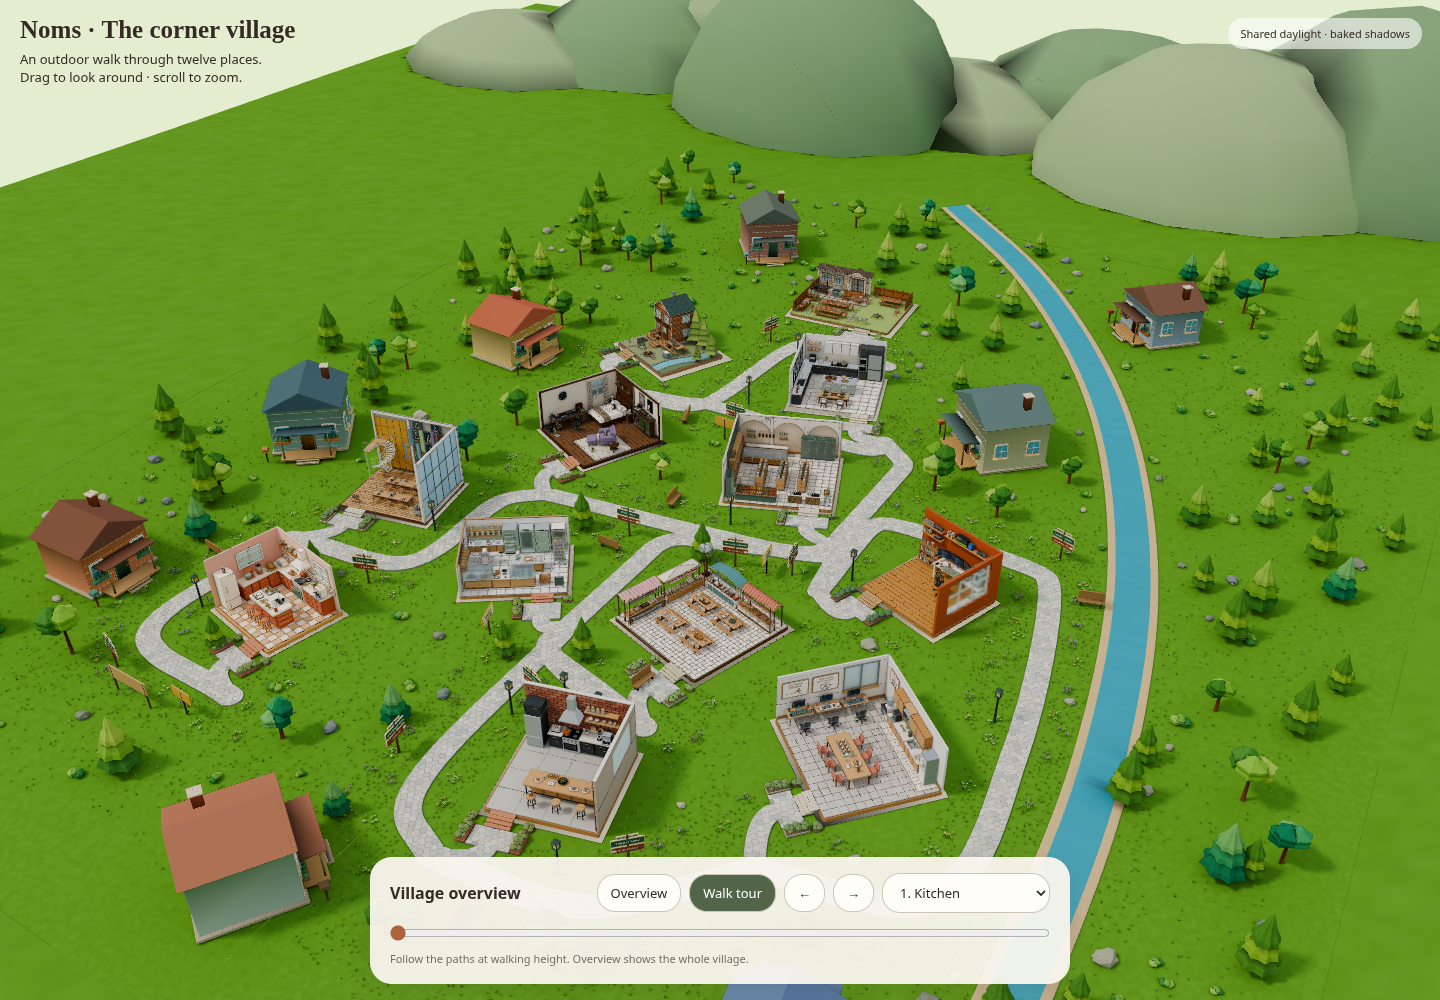 Noms · The corner village
An outdoor walk through twelve places.
Drag to look around · scroll to zoom.
Shared daylight · baked shadows
Village overview
Overview
Walk tour
←
→
1. Kitchen
Follow the paths at walking height. Overview shows the whole village.